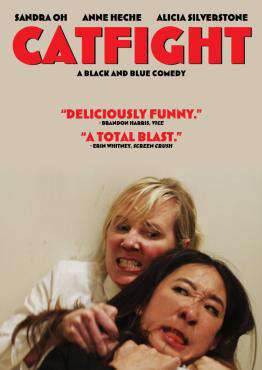 SANDRA OH ANNE HECHE ALICIA SILVERSTONE
CATFIGHT
A BLACK AND BLUE COMEDY
“DELICIOUSLY FUNNY.”
- BRANDON HARRIS, VICE
“A TOTAL BLAST.”
- ERIN WHITNEY, SCREEN CRUSH